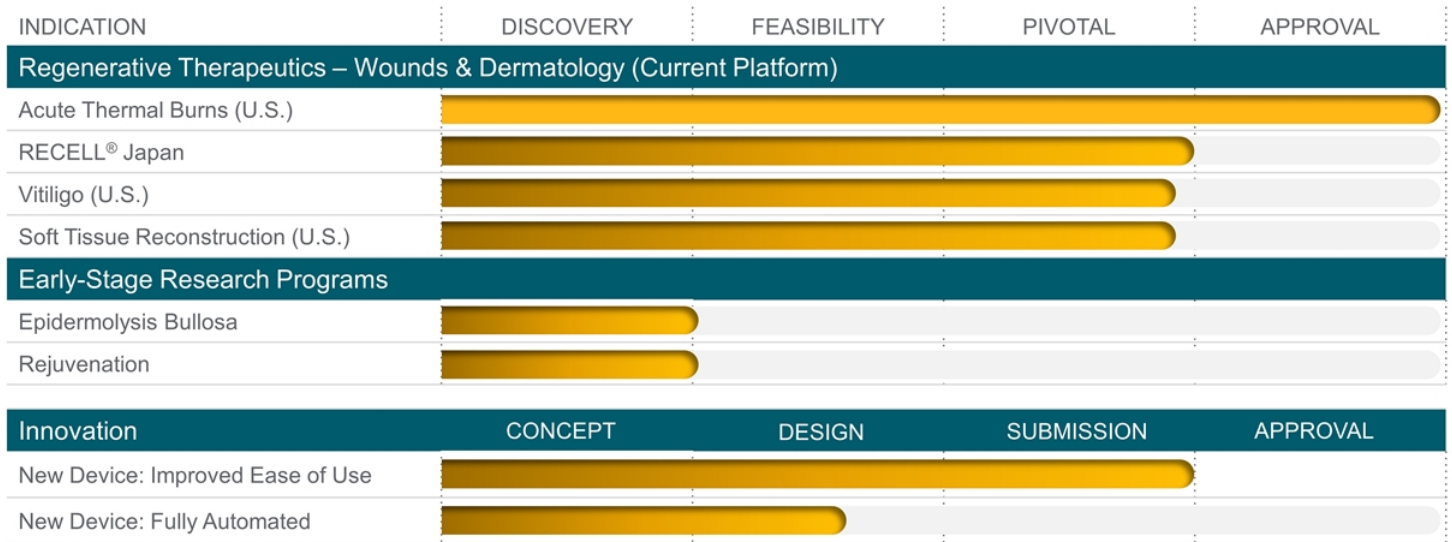 INDICATION DISCOVERY FEASIBILITY PIVOTAL APPROVAL
Regenerative Therapeutics – Wounds & Dermatology (Current Platform)
Acute Thermal Burns (U.S.)
RECELL® Japan
Vitiligo (U.S.)
Soft Tissue Reconstruction (U.S.)
Early-Stage Research Programs
Epidermolysis Bullosa
Rejuvenation
Innovation CONCEPT DESIGN SUBMISSION APPROVAL
New Device: Improved Ease of Use
New Device: Fully Automated